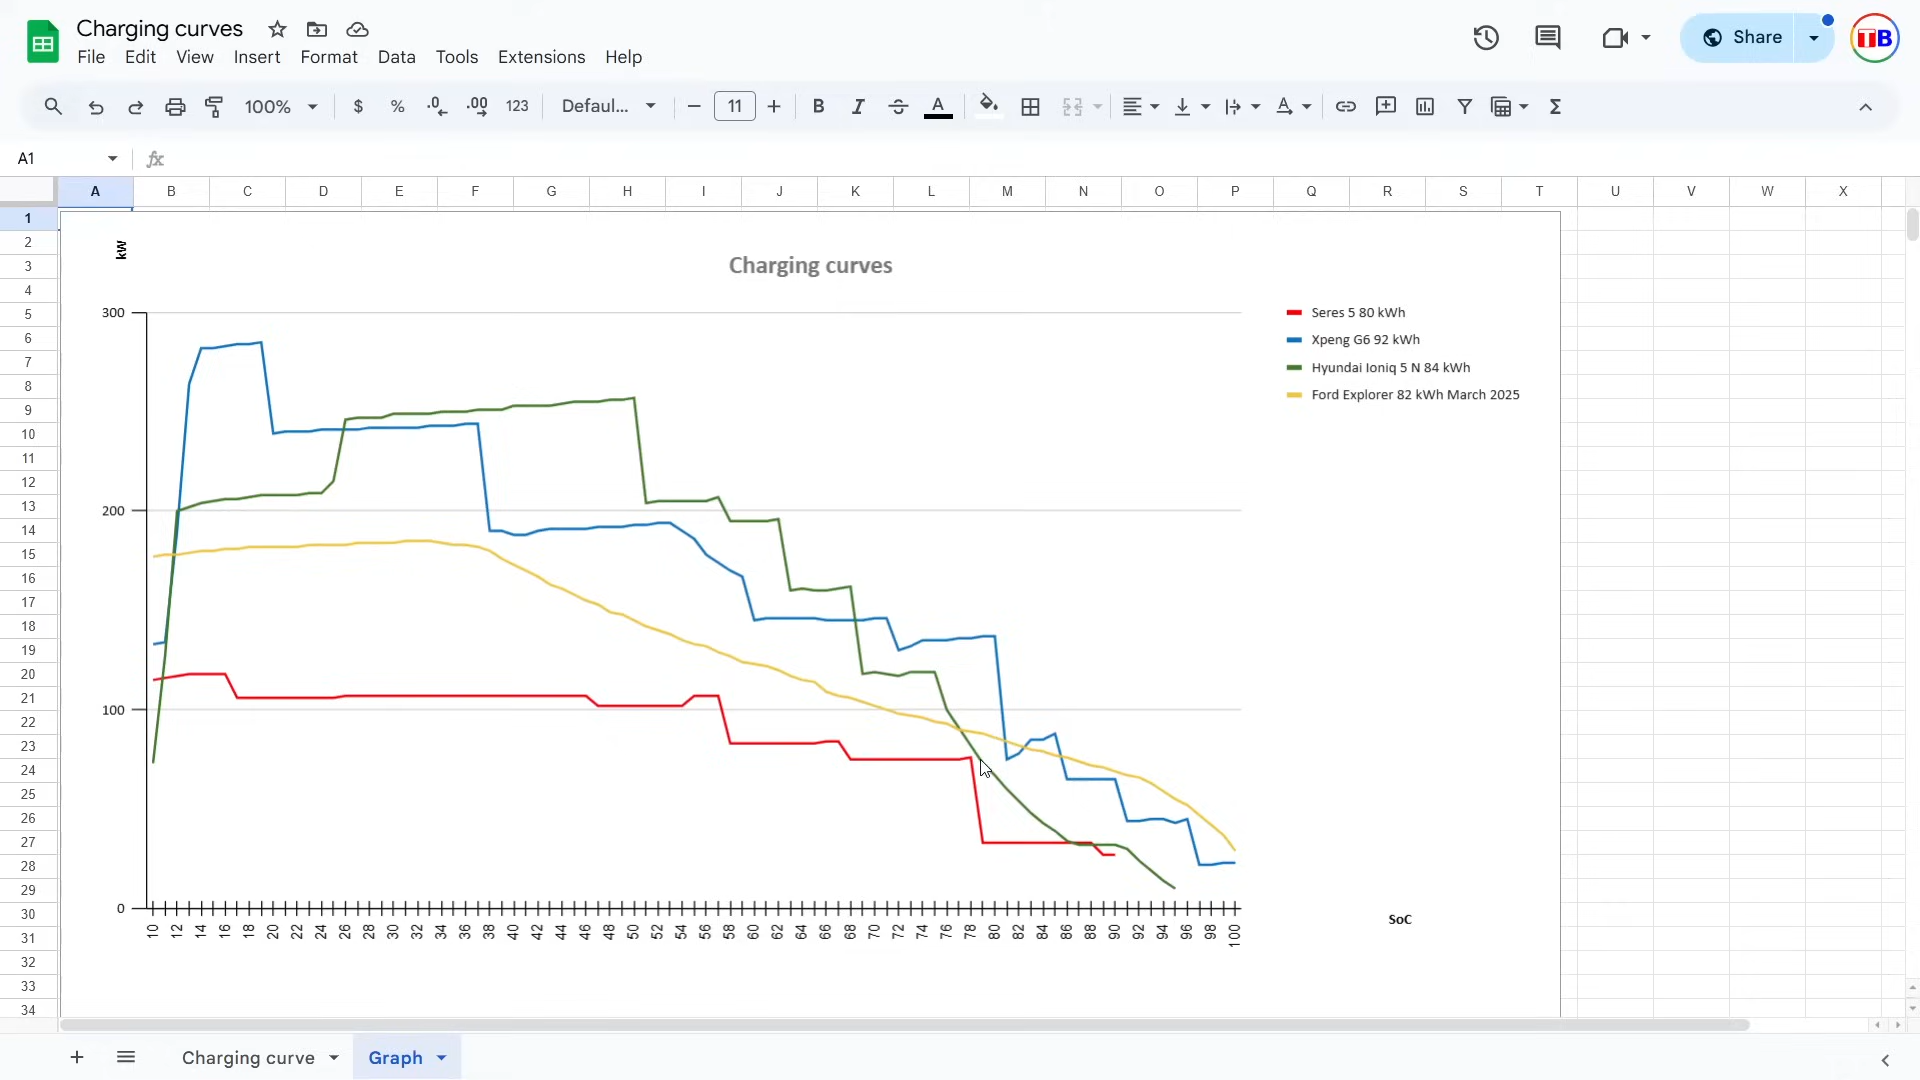 Charging curves
File Edit View Insert Format Data Tools Extensions Help
Share
TB
100% $ % .0 .00 123 Defaul... 11 B I S A
A1 fx
A B C D E F G H I J K L M N O P Q R S T U V W X
1
2
3
4
5
6
7
8
9
10
11
12
13
14
15
16
17
18
19
20
21
22
23
24
25
26
27
28
29
30
31
32
33
34
kW
Charging curves
300
200
100
0
Seres 5 80 kWh
Xpeng G6 92 kWh
Hyundai Ioniq 5 N 84 kWh
Ford Explorer 82 kWh March 2025
10 12 14 16 18 20 22 24 26 28 30 32 34 36 38 40 42 44 46 48 50 52 54 56 58 60 62 64 66 68 70 72 74 76 78 80 82 84 86 88 90 92 94 96 98 100
SoC
Charging curve Graph